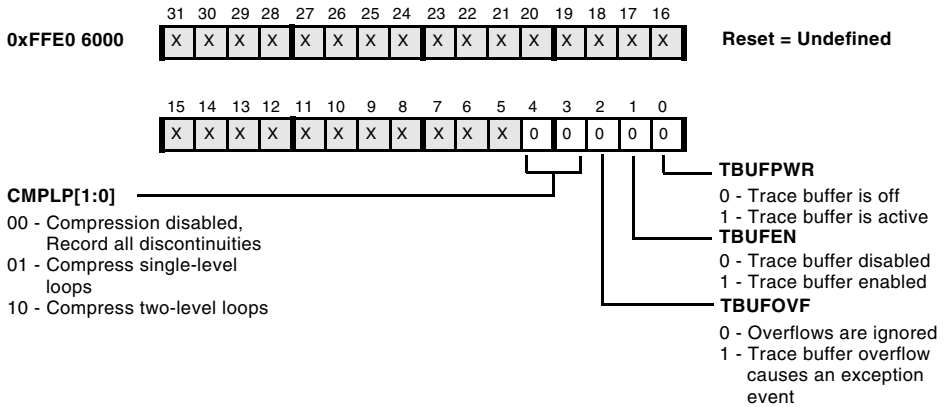 31 30 29 28 27 26 25 24 23 22 21 20 19 18 17 16
0xFFE0 6000 X X X X X X X X X X X X X X X X Reset = Undefined
15 14 13 12 11 10 9 8 7 6 5 4 3 2 1 0
X X X X X X X X X X X 0 0 0 0 0
CMPLP[1:0]
00 - Compression disabled,
Record all discontinuities
01 - Compress single-level
loops
10 - Compress two-level loops
TBUFPWR
0 - Trace buffer is off
1 - Trace buffer is active
TBUFEN
0 - Trace buffer disabled
1 - Trace buffer enabled
TBUFOVF
0 - Overflows are ignored
1 - Trace buffer overflow
causes an exception
event